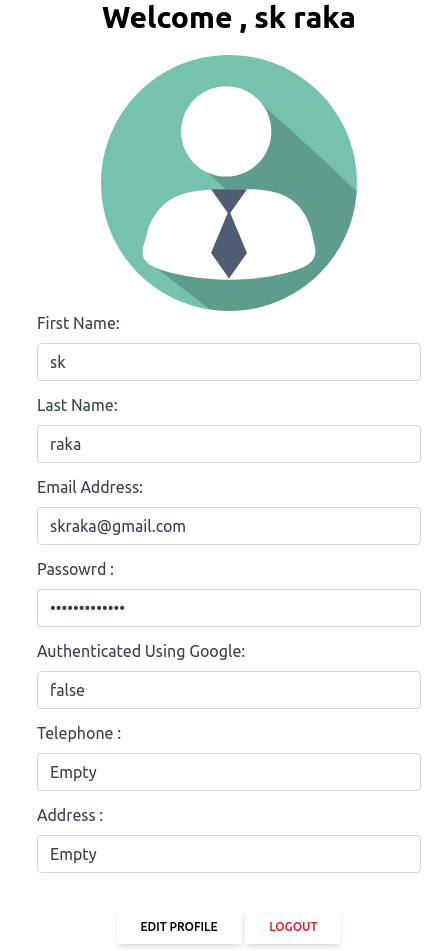 Welcome , sk raka
First Name:
sk
Last Name:
raka
Email Address:
skraka@gmail.com
Passowrd :
•••••••••••••
Authenticated Using Google:
false
Telephone :
Empty
Address :
Empty
EDIT PROFILE LOGOUT